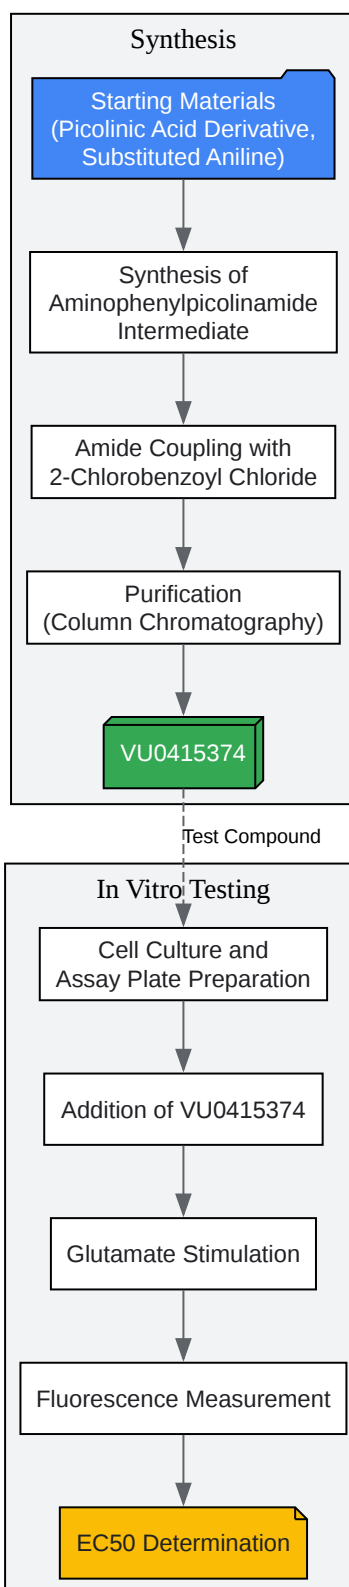 Synthesis
Starting Materials
(Picolinic Acid Derivative,
Substituted Aniline)
Synthesis of
Aminophenylpicolinamide
Intermediate
Amide Coupling with
2-Chlorobenzoyl Chloride
Purification
(Column Chromatography)
VU0415374
Test Compound
In Vitro Testing
Cell Culture and
Assay Plate Preparation
Addition of VU0415374
Glutamate Stimulation
Fluorescence Measurement
EC50 Determination